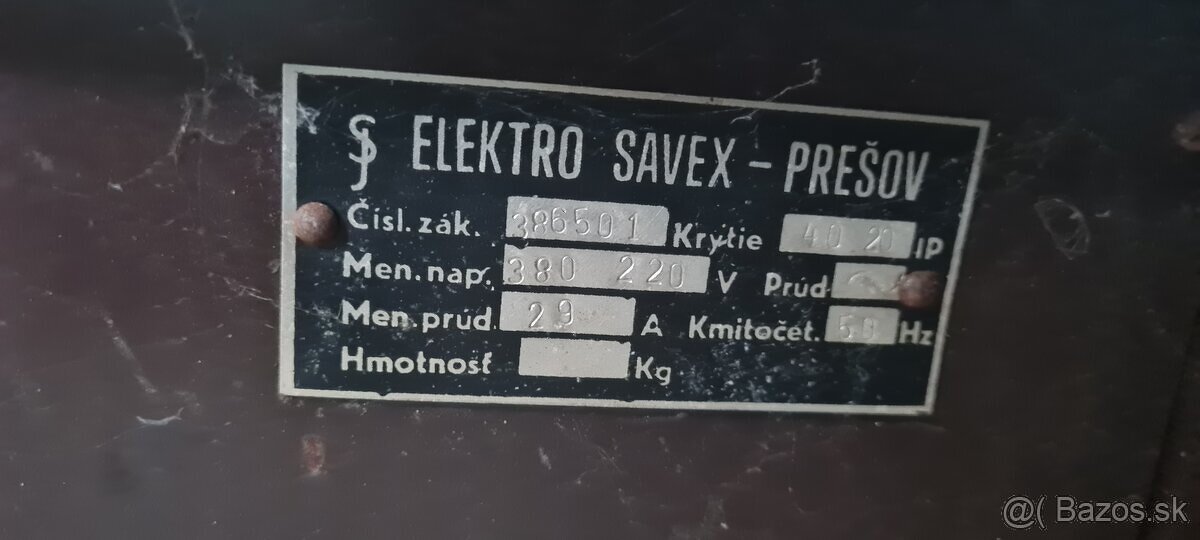 ELEKTRO SAVEX – PREŠOV
Čísl. zák. 386501 Krytie 40 20 IP
Men. nap. 380 220 V Prúd
Men. prúd. 29 A Kmitočet. 50 Hz
Hmotnosť Kg
@( Bazos.sk